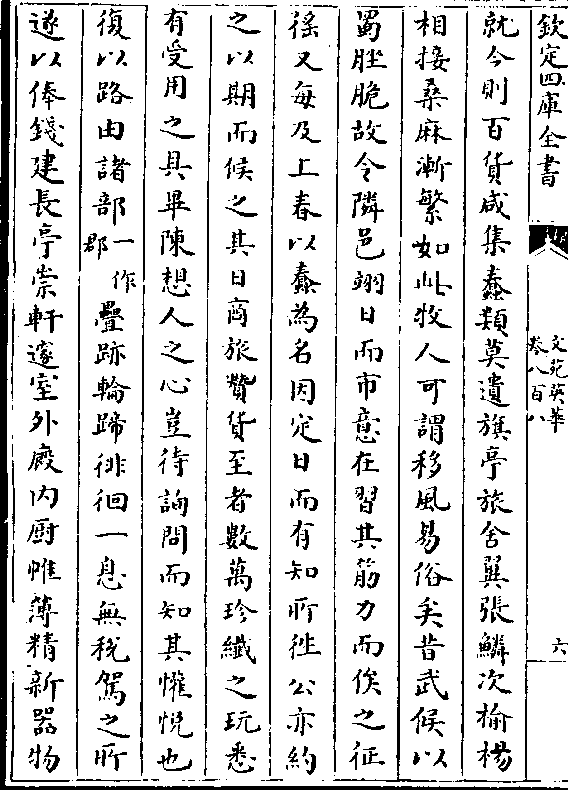 欽定四庫全書
文苑英華
卷八百八
六
就今則百貨咸集蠢類莫遺旗亭旅舍翼張鱗次榆楊
相接桑麻漸繁如此牧人可謂移風易俗矣昔武侯以
蜀脞脆故令隣邑翊日而市意在習其筋力而俟之征
徭又每及上春以蠶為名因定日而有知所徃公亦約
之以期而候之其日商旅贊貨至者數萬珍纖之玩悉
有受用之具畢陳想人之心豈待詢問而知其懽悦也
復以路由諸部一作郡疊跡輪蹄徘徊一息無稅駕之所
遂以俸錢建長亭崇軒邃室外廄内厨帷薄精新器物